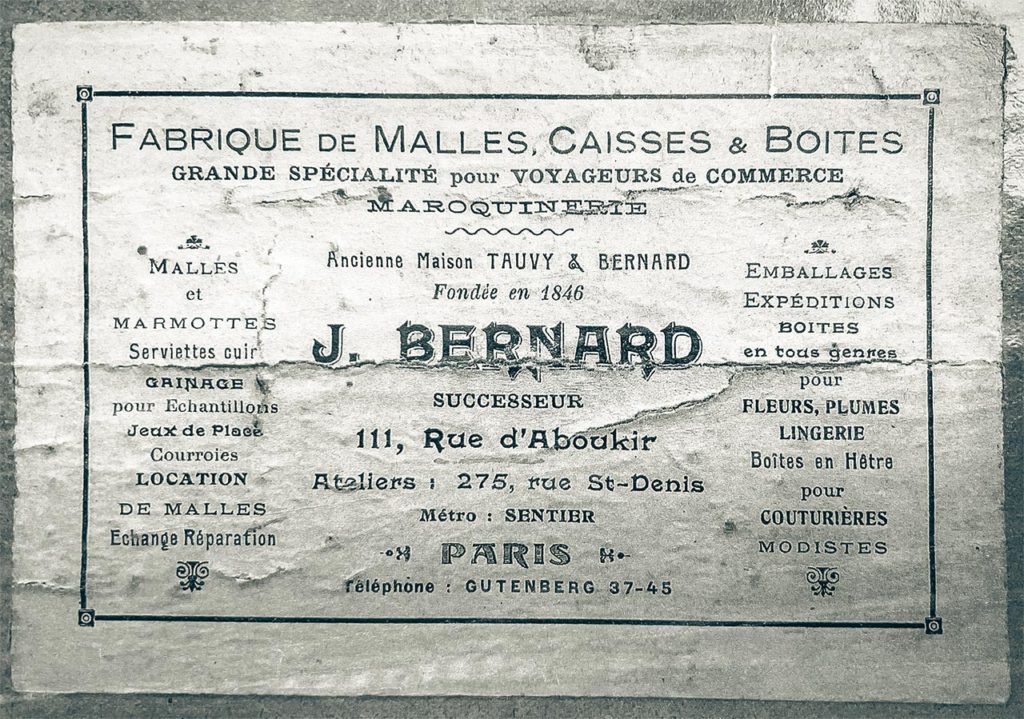 FABRIQUE DE MALLES, CAISSES & BOITES
GRANDE SPÉCIALITÉ pour VOYAGEURS de COMMERCE
MAROQUINERIE
MALLES
et
MARMOTTES
Serviettes cuir
GAINAGE
pour Echantillons
Jeux de Place
Courroies
LOCATION
DE MALLES
Echange Réparation
Ancienne Maison TAUVY & BERNARD
Fondée en 1846
J. BERNARD
SUCCESSEUR
111, Rue d'Aboukir
Ateliers : 275, rue St-Denis
Métro : SENTIER
PARIS
Téléphone : GUTENBERG 37-45
EMBALLAGES
EXPÉDITIONS
BOITES
en tous genres
pour
FLEURS, PLUMES
LINGERIE
Boîtes en Hêtre
pour
COUTURIÈRES
MODISTES